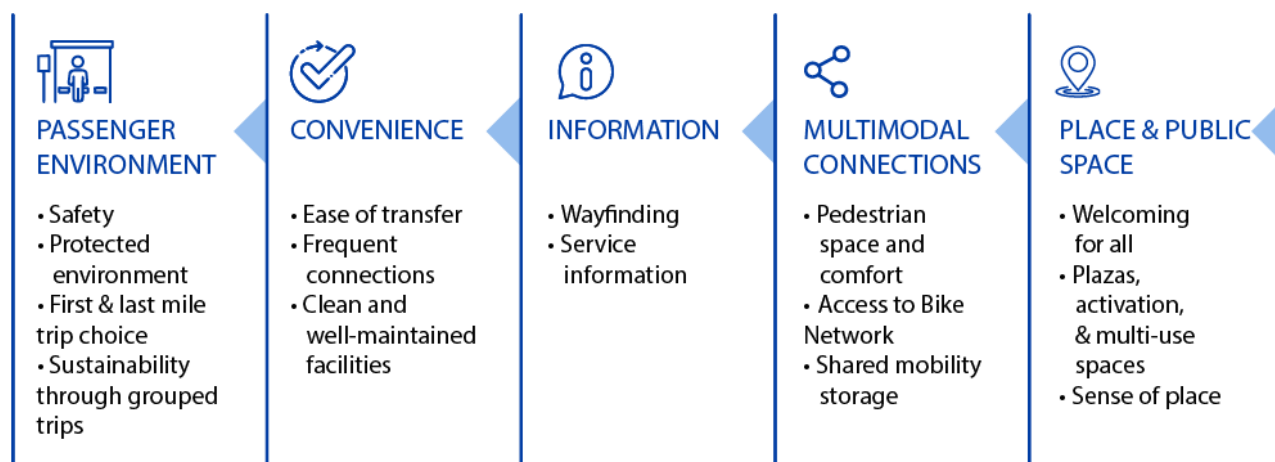 PASSENGER
ENVIRONMENT
• Safety
• Protected
environment
• First & last mile
trip choice
• Sustainability
through grouped
trips
CONVENIENCE
• Ease of transfer
• Frequent
connections
• Clean and
well-maintained
facilities
INFORMATION
• Wayfinding
• Service
information
MULTIMODAL
CONNECTIONS
• Pedestrian
space and
comfort
• Access to Bike
Network
• Shared mobility
storage
PLACE & PUBLIC
SPACE
• Welcoming
for all
• Plazas,
activation,
& multi-use
spaces
• Sense of place